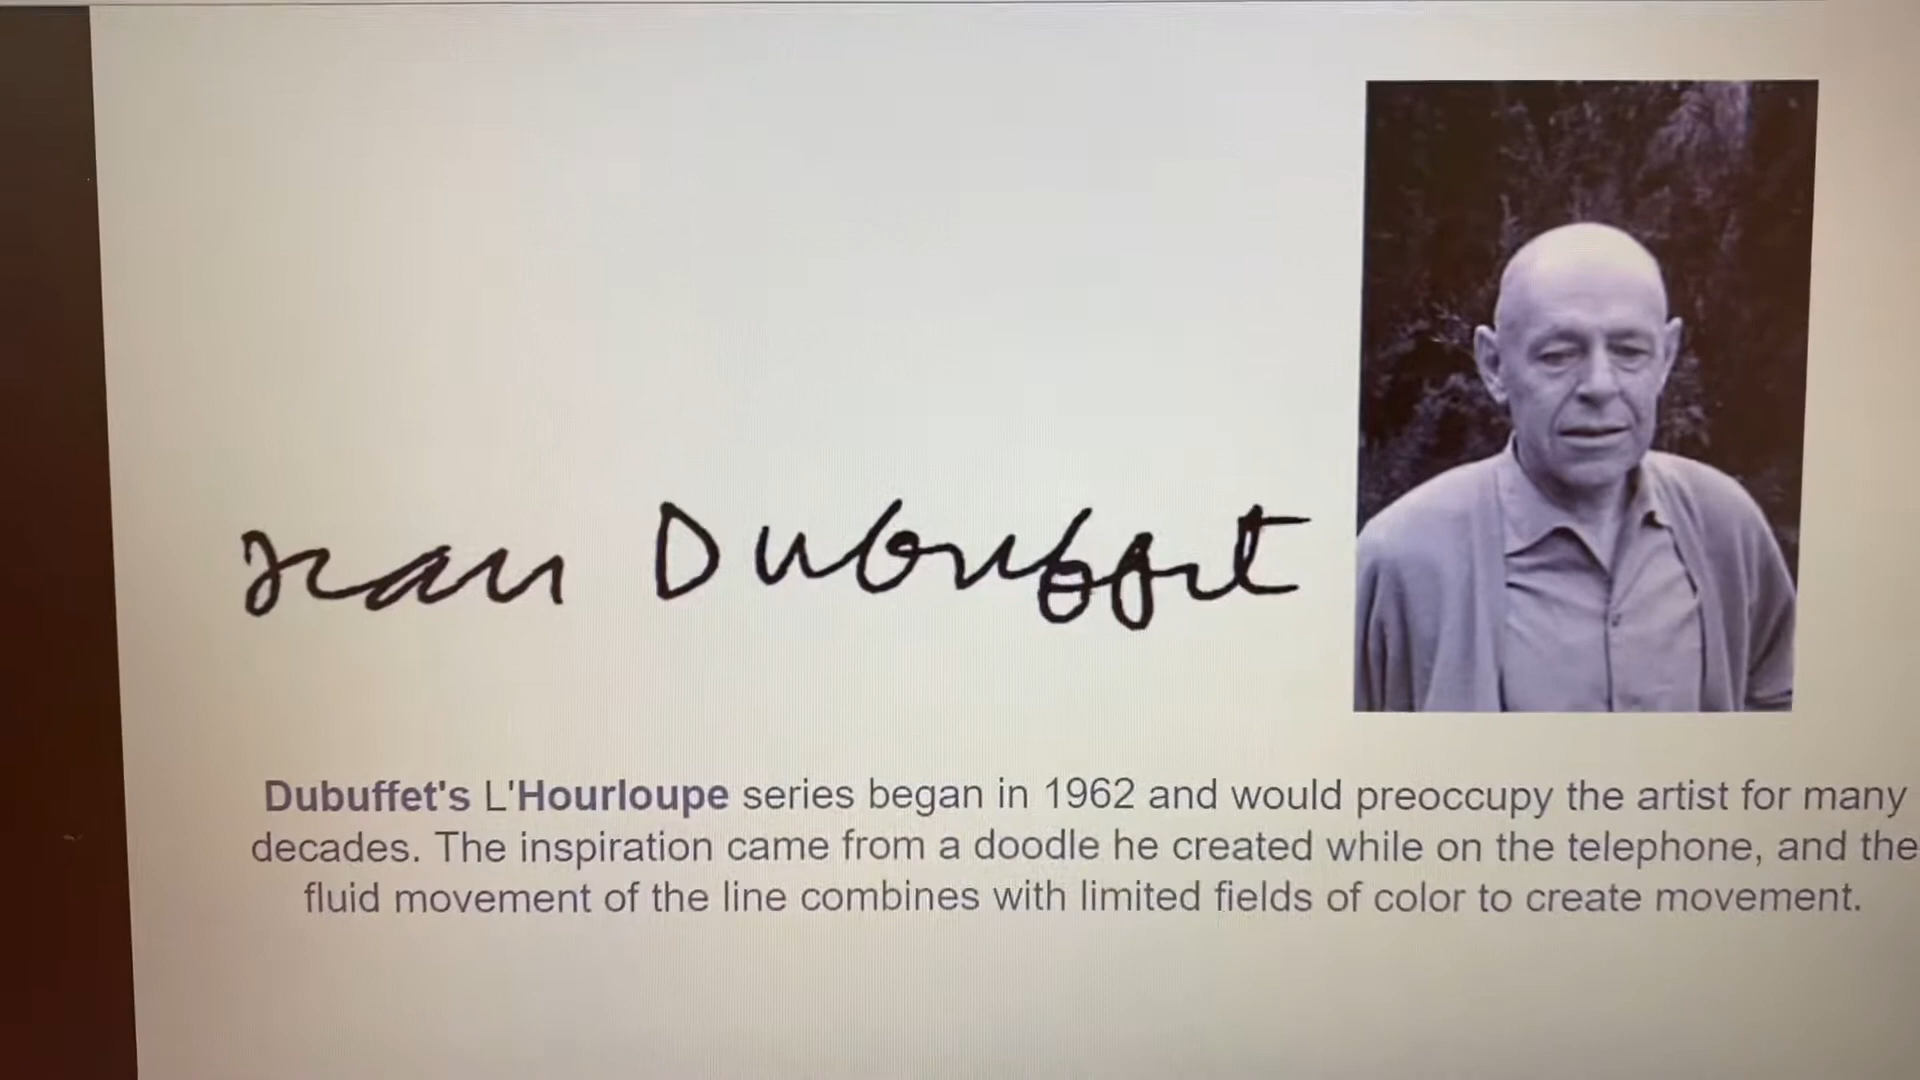 Jean Dubuffet
Dubuffet's L'Hourloupe series began in 1962 and would preoccupy the artist for many
decades. The inspiration came from a doodle he created while on the telephone, and the
fluid movement of the line combines with limited fields of color to create movement.